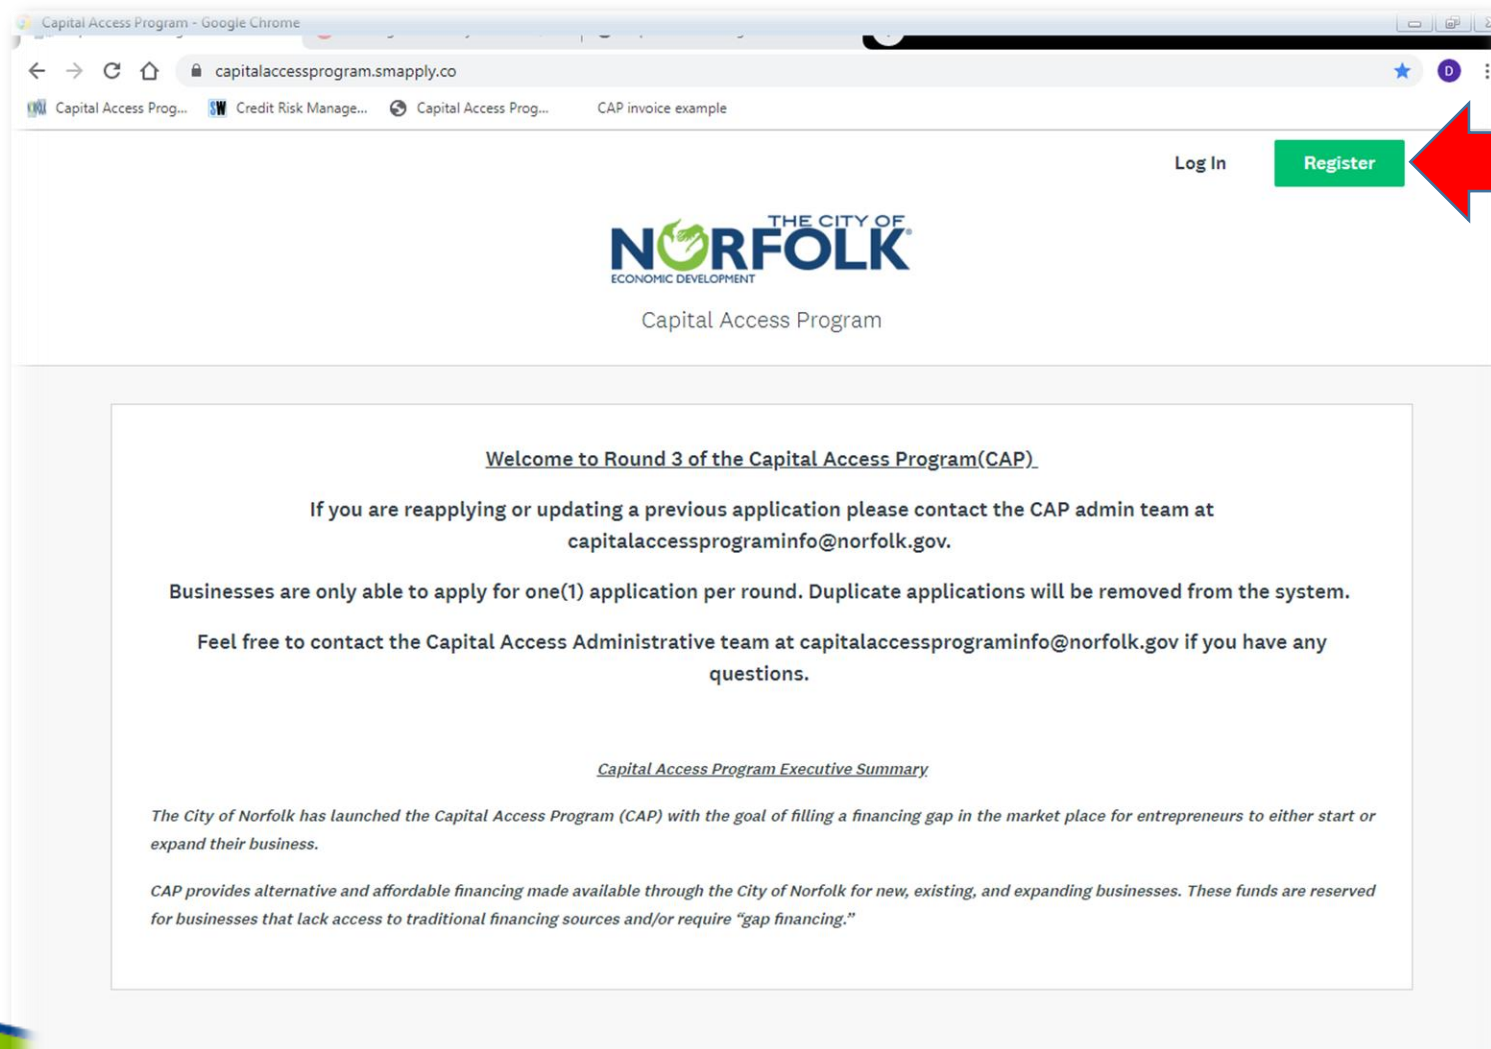 Capital Access Program - Google Chrome
capitalaccessprogram.smapply.co
D
Capital Access Prog...
SW Credit Risk Manage...
Capital Access Prog...
CAP invoice example
Log In
Register
THE CITY OF
NORFOLK
ECONOMIC DEVELOPMENT
Capital Access Program
Welcome to Round 3 of the Capital Access Program(CAP)
If you are reapplying or updating a previous application please contact the CAP admin team at
capitalaccessprograminfo@norfolk.gov.
Businesses are only able to apply for one(1) application per round. Duplicate applications will be removed from the system.
Feel free to contact the Capital Access Administrative team at capitalaccessprograminfo@norfolk.gov if you have any
questions.
Capital Access Program Executive Summary
The City of Norfolk has launched the Capital Access Program (CAP) with the goal of filling a financing gap in the market place for entrepreneurs to either start or
expand their business.
CAP provides alternative and affordable financing made available through the City of Norfolk for new, existing, and expanding businesses. These funds are reserved
for businesses that lack access to traditional financing sources and/or require “gap financing.”